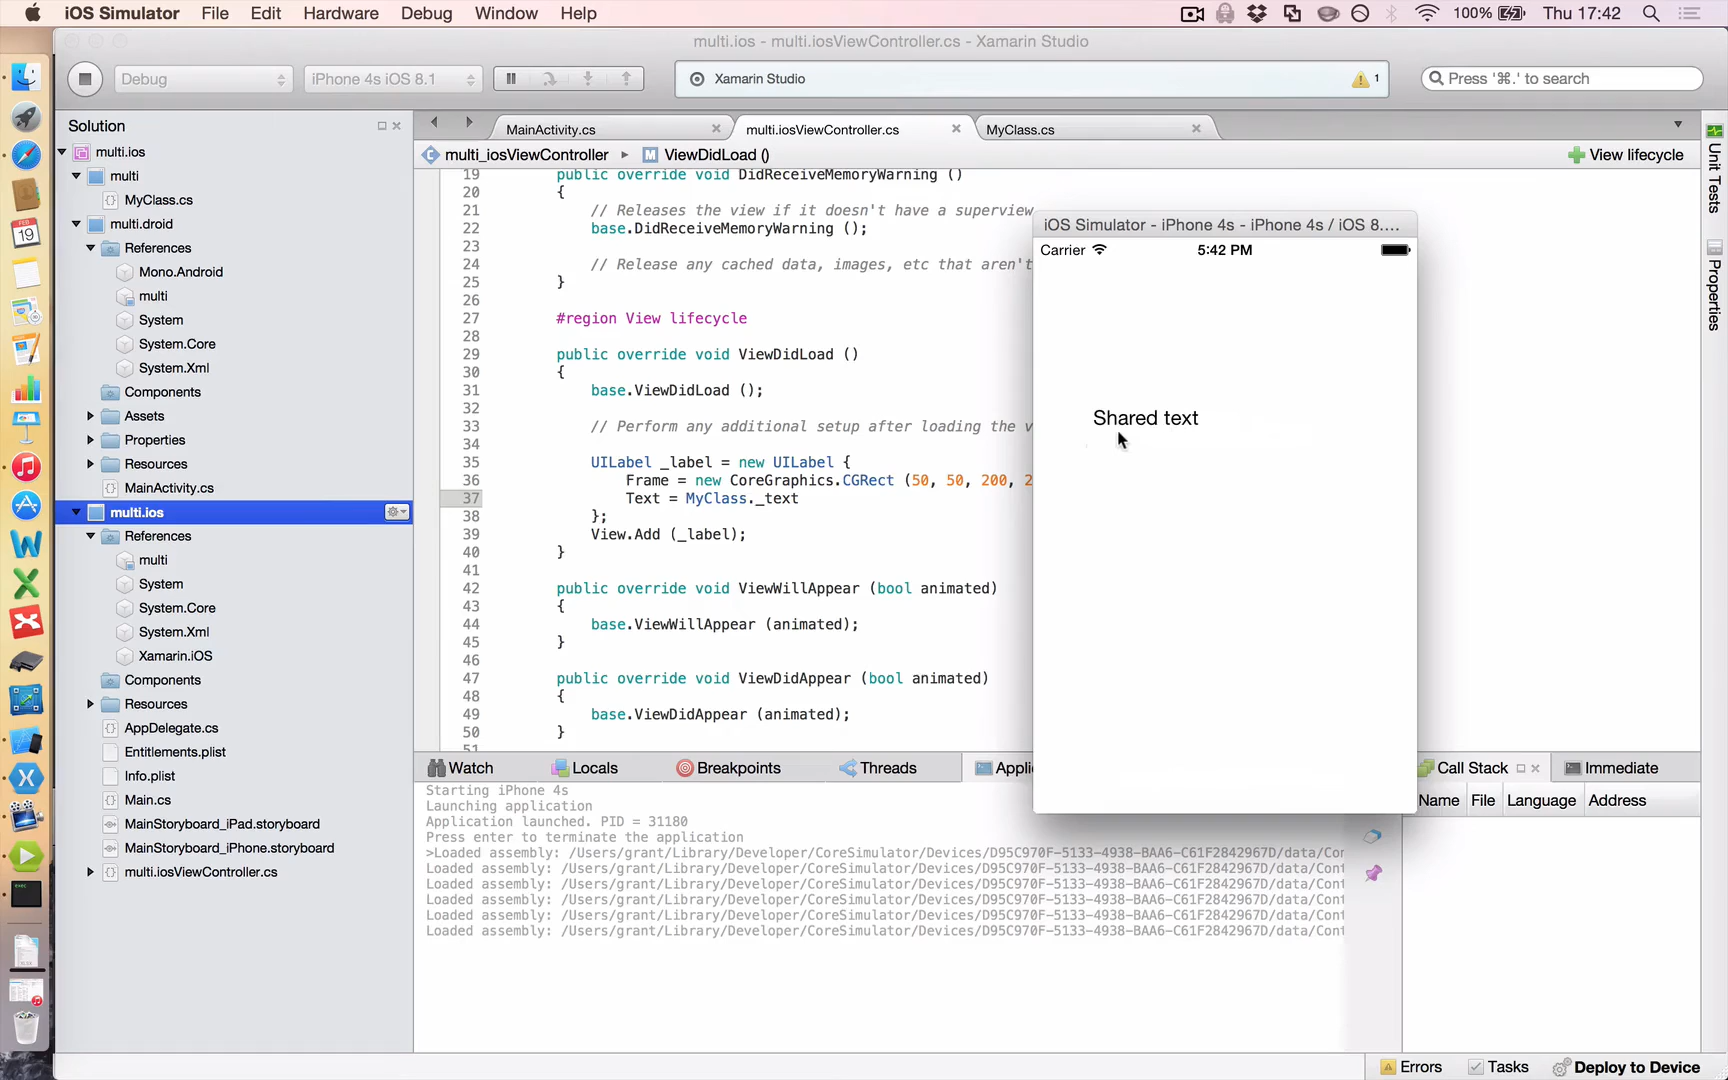 iOS Simulator File Edit Hardware Debug Window Help 100% Thu 17:42
multi.ios - multi.iosViewController.cs - Xamarin Studio
Debug iPhone 4s iOS 8.1 Xamarin Studio 1 Press '⌘.' to search
Solution
multi.ios
multi
MyClass.cs
multi.droid
References
Mono.Android
multi
System
System.Core
System.Xml
Components
Assets
Properties
Resources
MainActivity.cs
multi.ios
References
multi
System
System.Core
System.Xml
Xamarin.iOS
Components
Resources
AppDelegate.cs
Entitlements.plist
Info.plist
Main.cs
MainStoryboard_iPad.storyboard
MainStoryboard_iPhone.storyboard
multi.iosViewController.cs
MainActivity.cs multi.iosViewController.cs MyClass.cs
multi_iosViewController ViewDidLoad () View lifecycle
19 public override void DidReceiveMemoryWarning ()
20 {
21 // Releases the view if it doesn't have a superview
22 base.DidReceiveMemoryWarning ();
23
24 // Release any cached data, images, etc that aren't
25 }
26
27 #region View lifecycle
28
29 public override void ViewDidLoad ()
30 {
31 base.ViewDidLoad ();
32
33 // Perform any additional setup after loading the v
34
35 UILabel _label = new UILabel {
36 Frame = new CoreGraphics.CGRect (50, 50, 200, 2
37 Text = MyClass._text
38 };
39 View.Add (_label);
40 }
41
42 public override void ViewWillAppear (bool animated)
43 {
44 base.ViewWillAppear (animated);
45 }
46
47 public override void ViewDidAppear (bool animated)
48 {
49 base.ViewDidAppear (animated);
50 }
51
iOS Simulator - iPhone 4s - iPhone 4s / iOS 8....
Carrier 5:42 PM
Shared text
Unit Tests
Properties
Watch Locals Breakpoints Threads Appli
Starting iPhone 4s
Launching application
Application launched. PID = 31180
Press enter to terminate the application
>Loaded assembly: /Users/grant/Library/Developer/CoreSimulator/Devices/D95C970F-5133-4938-BAA6-C61F2842967D/data/Con
Loaded assembly: /Users/grant/Library/Developer/CoreSimulator/Devices/D95C970F-5133-4938-BAA6-C61F2842967D/data/Cont
Loaded assembly: /Users/grant/Library/Developer/CoreSimulator/Devices/D95C970F-5133-4938-BAA6-C61F2842967D/data/Cont
Loaded assembly: /Users/grant/Library/Developer/CoreSimulator/Devices/D95C970F-5133-4938-BAA6-C61F2842967D/data/Cont
Loaded assembly: /Users/grant/Library/Developer/CoreSimulator/Devices/D95C970F-5133-4938-BAA6-C61F2842967D/data/Cont
Loaded assembly: /Users/grant/Library/Developer/CoreSimulator/Devices/D95C970F-5133-4938-BAA6-C61F2842967D/data/Cont
Call Stack Immediate
Name File Language Address
Errors Tasks Deploy to Device
FEB
19